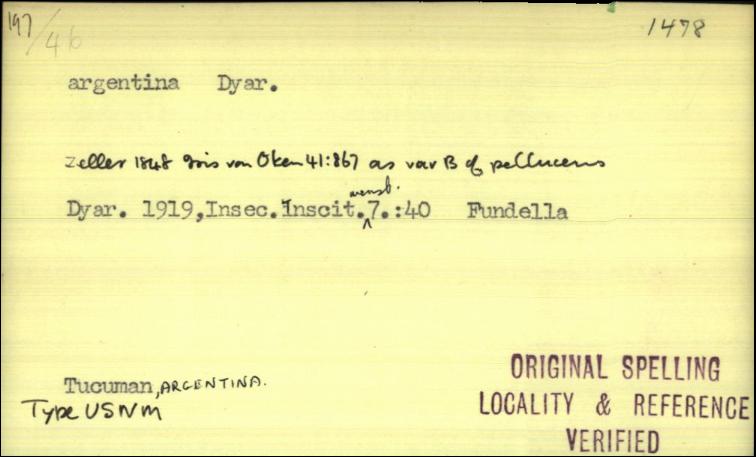 197/46
1478
argentina Dyar.
Zeller 1848 Isis von Oken 41:867 as var B of pellucens
menst.
Dyar. 1919, Insec. Inscit. 7.:40 Fundella
Tucuman, ARGENTINA.
Type USNM
ORIGINAL SPELLING
LOCALITY & REFERENCE
VERIFIED